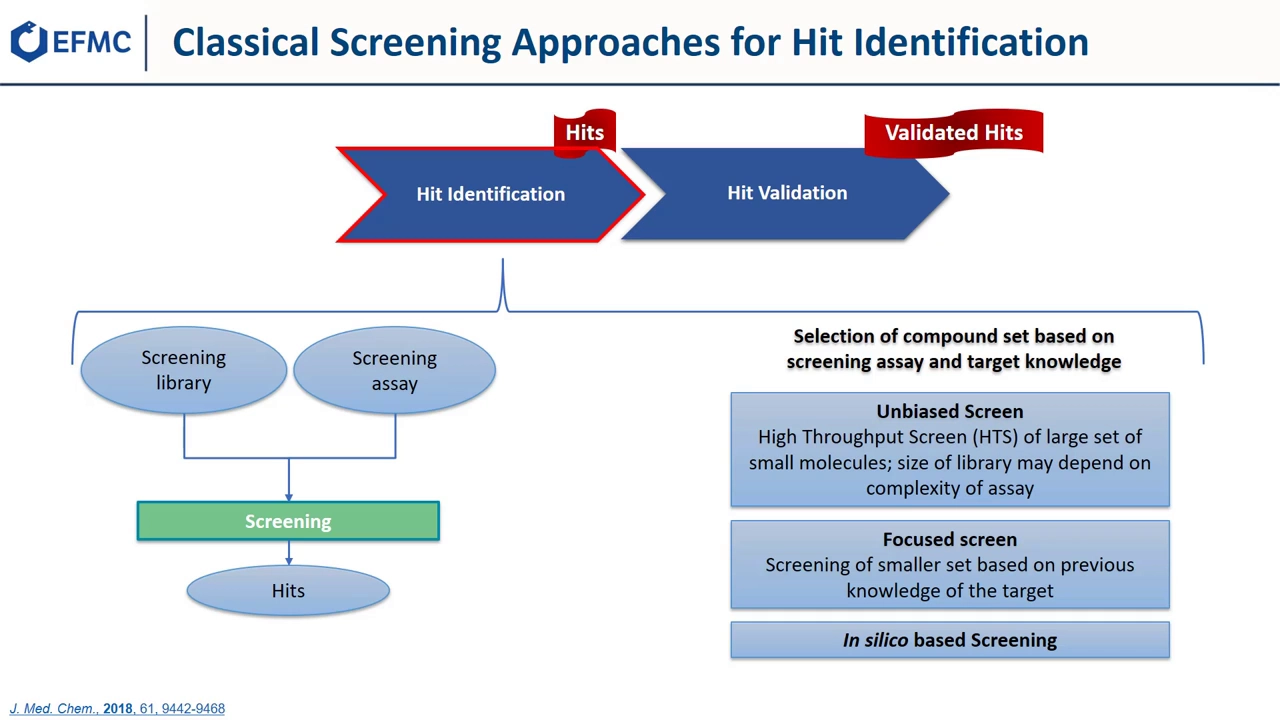 EFMC
Classical Screening Approaches for Hit Identification
Hits
Validated Hits
Hit Identification
Hit Validation
Screening
library
Screening
assay
Screening
Hits
Selection of compound set based on
screening assay and target knowledge
Unbiased Screen
High Throughput Screen (HTS) of large set of
small molecules; size of library may depend on
complexity of assay
Focused screen
Screening of smaller set based on previous
knowledge of the target
In silico based Screening
J. Med. Chem., 2018, 61, 9442-9468